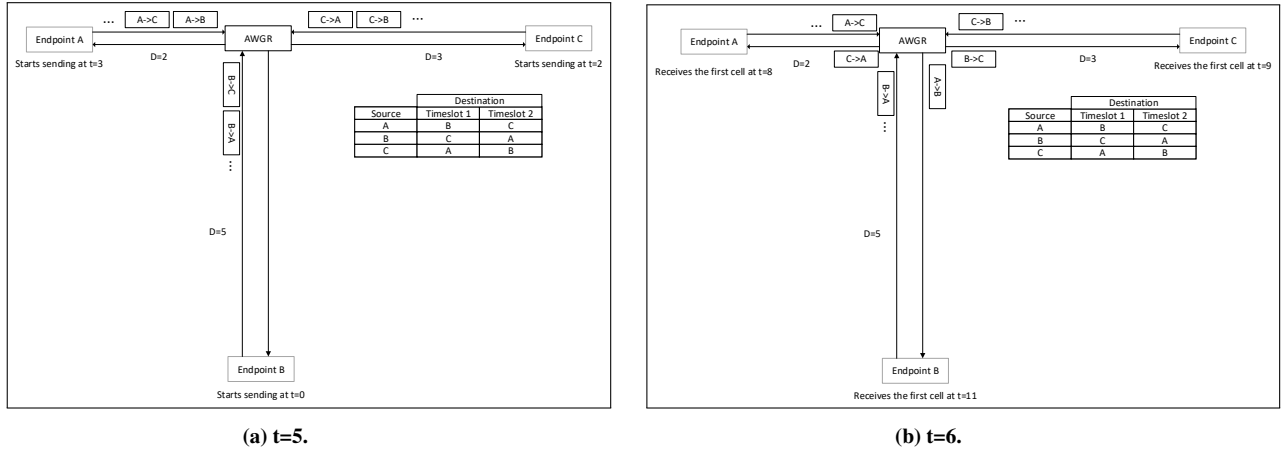 ... A->C A->B C->A C->B ...
Endpoint A AWGR Endpoint C
Starts sending at t=3 D=2 D=3 Starts sending at t=2
B->C
B->A
...
Destination
Source Timeslot 1 Timeslot 2
A B C
B C A
C A B
D=5
Endpoint B
Starts sending at t=0
(a) t=5.
... A->C C->B ...
Endpoint A AWGR Endpoint C
C->A B->C
Receives the first cell at t=8 D=2 D=3 Receives the first cell at t=9
B->A A->B
...
Destination
Source Timeslot 1 Timeslot 2
A B C
B C A
C A B
D=5
Endpoint B
Receives the first cell at t=11
(b) t=6.